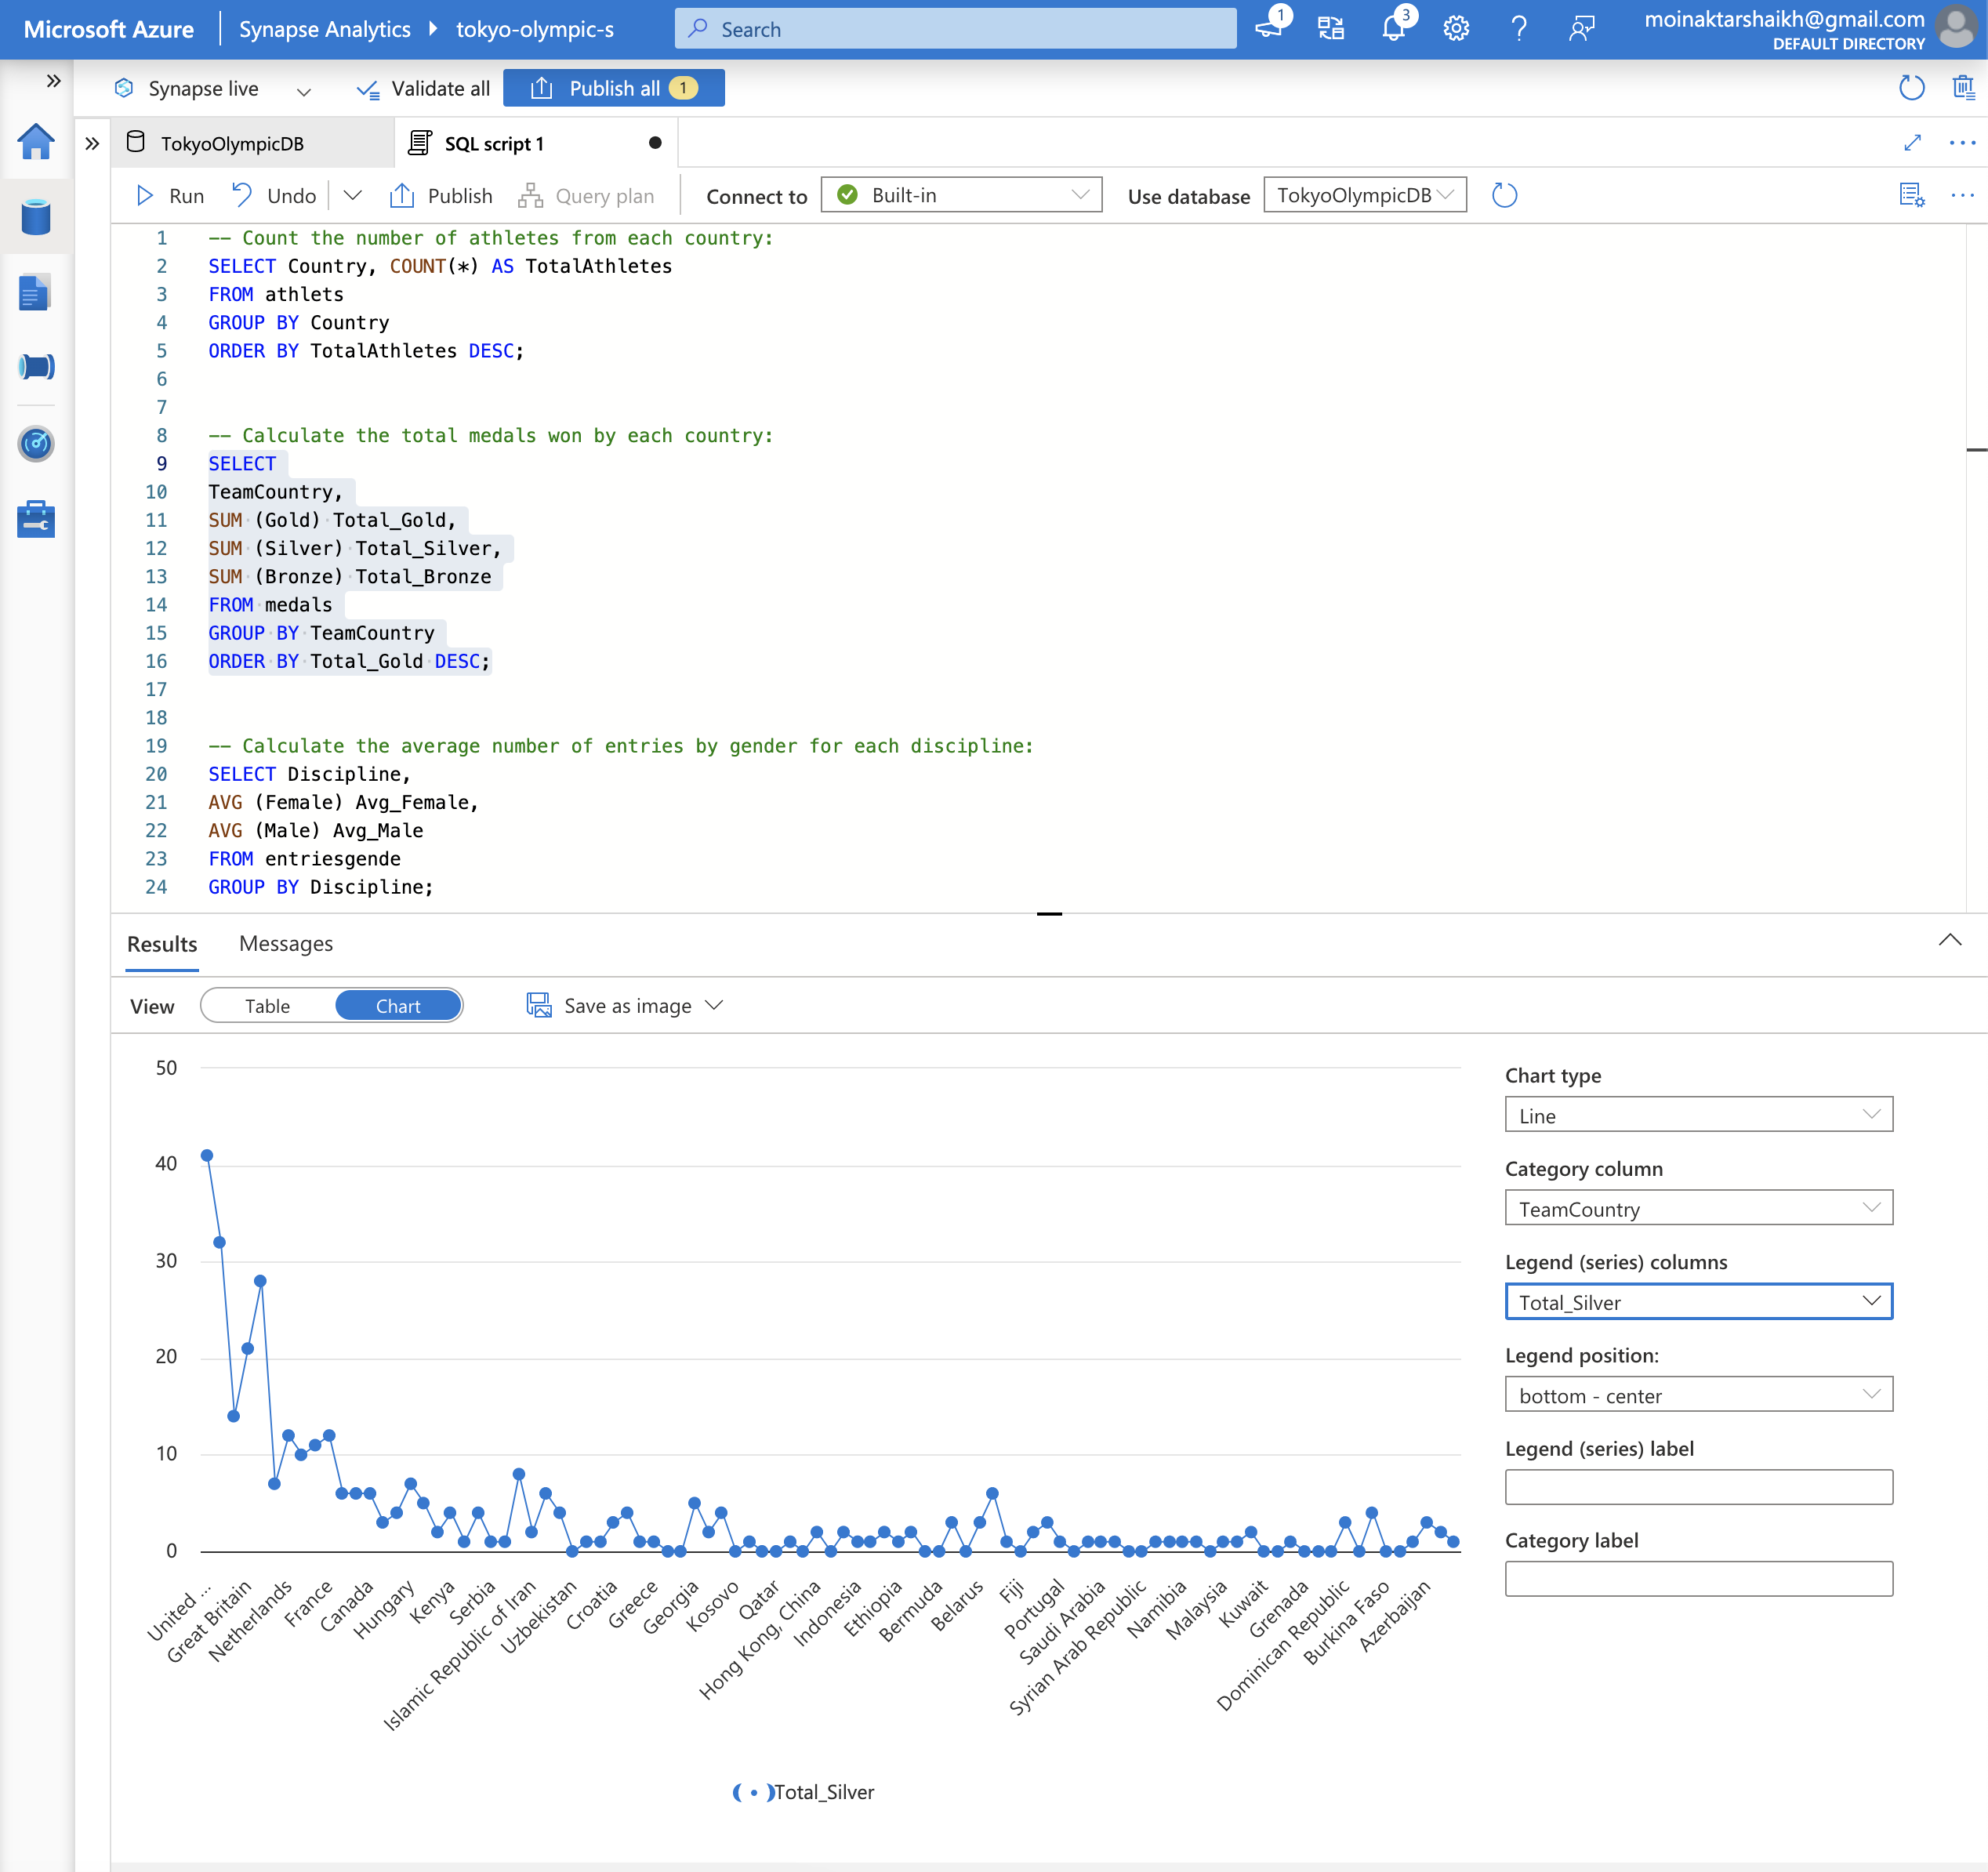 Microsoft Azure | Synapse Analytics tokyo-olympic-s Search 1 3 moinaktarshaikh@gmail.com
DEFAULT DIRECTORY
Synapse live Validate all Publish all 1
TokyoOlympicDB SQL script 1
Run Undo Publish Query plan Connect to Built-in Use database TokyoOlympicDB
1 -- Count the number of athletes from each country:
2 SELECT Country, COUNT(*) AS TotalAthletes
3 FROM athlets
4 GROUP BY Country
5 ORDER BY TotalAthletes DESC;
6
7
8 -- Calculate the total medals won by each country:
9 SELECT
10 TeamCountry,
11 SUM (Gold) Total_Gold,
12 SUM (Silver) Total_Silver,
13 SUM (Bronze) Total_Bronze
14 FROM medals
15 GROUP BY TeamCountry
16 ORDER BY Total_Gold DESC;
17
18
19 -- Calculate the average number of entries by gender for each discipline:
20 SELECT Discipline,
21 AVG (Female) Avg_Female,
22 AVG (Male) Avg_Male
23 FROM entriesgende
24 GROUP BY Discipline;
Results Messages
View Table Chart Save as image
50
40
30
20
10
0
United ...
Great Britain
Netherlands
France
Canada
Hungary
Kenya
Serbia
Islamic Republic of Iran
Uzbekistan
Croatia
Greece
Georgia
Kosovo
Qatar
Hong Kong, China
Indonesia
Ethiopia
Bermuda
Belarus
Fiji
Portugal
Saudi Arabia
Syrian Arab Republic
Namibia
Malaysia
Kuwait
Grenada
Dominican Republic
Burkina Faso
Azerbaijan
Total_Silver
Chart type
Line
Category column
TeamCountry
Legend (series) columns
Total_Silver
Legend position:
bottom - center
Legend (series) label
Category label